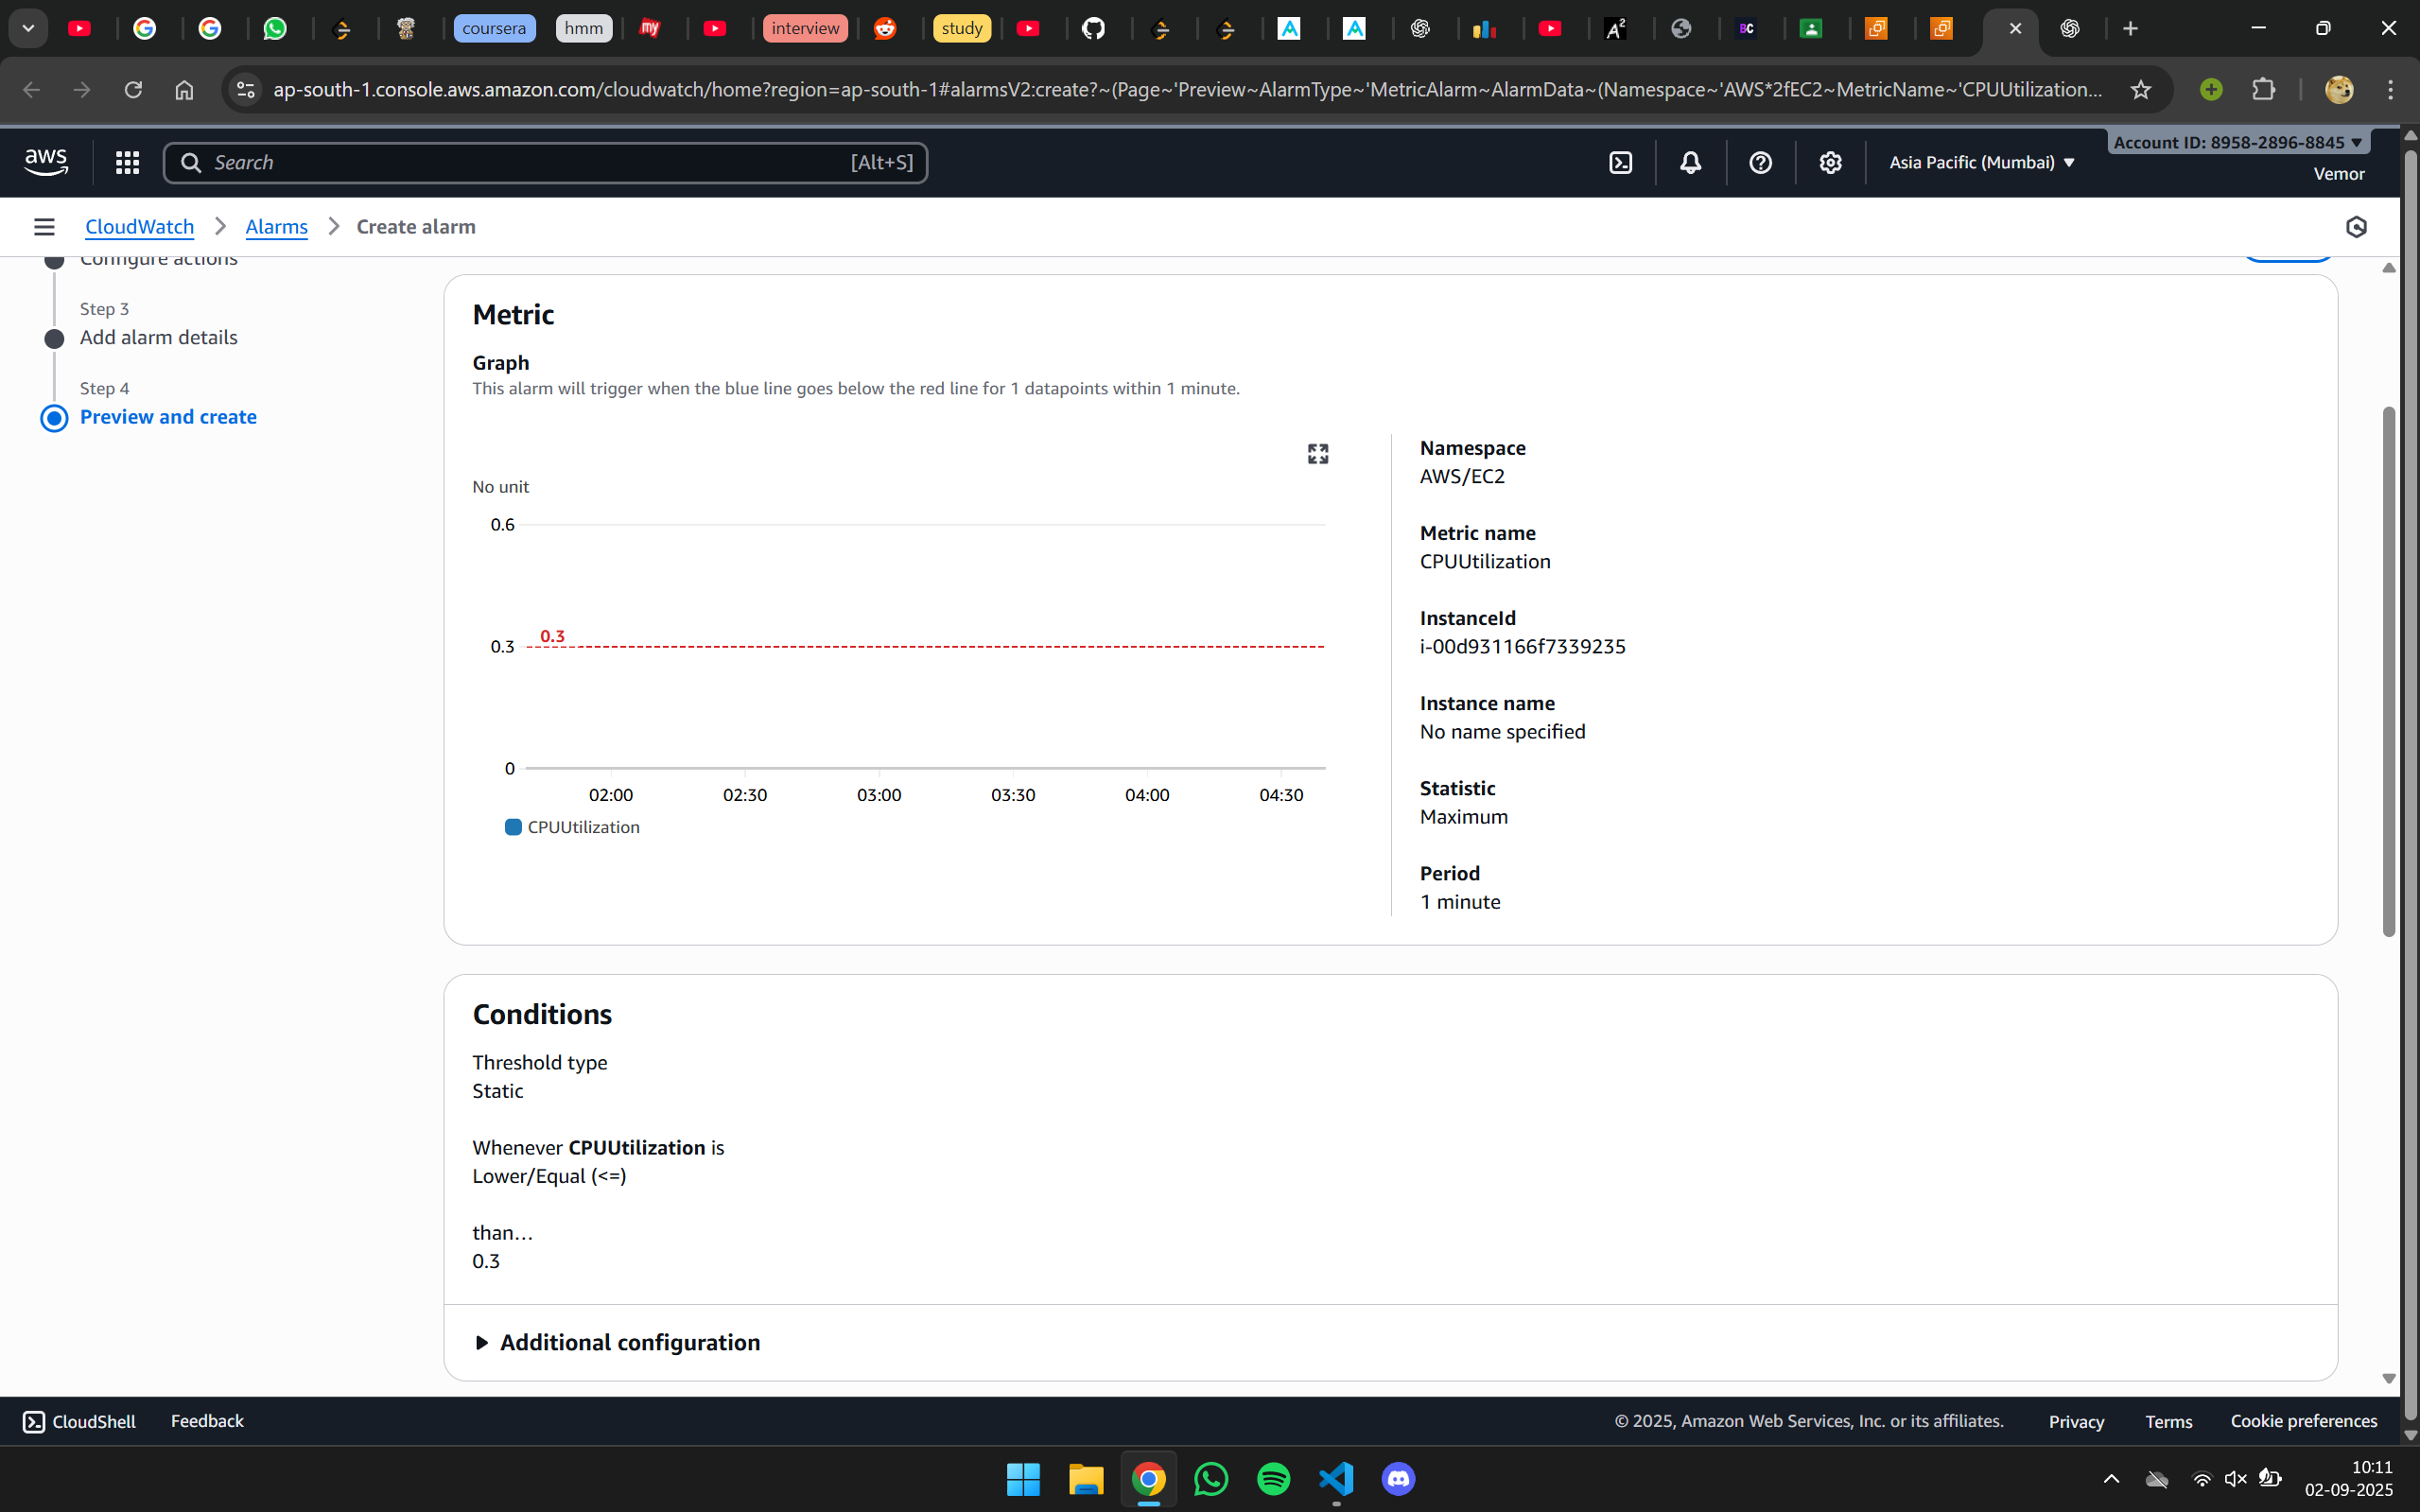 coursera
hmm
my
interview
study
A²
BC
ap-south-1.console.aws.amazon.com/cloudwatch/home?region=ap-south-1#alarmsV2:create?~(Page~'Preview~AlarmType~'MetricAlarm~AlarmData~(Namespace~'AWS*2fEC2~MetricName~'CPUUtilization...
aws
Search
[Alt+S]
Asia Pacific (Mumbai)
Account ID: 8958-2896-8845
Vemor
CloudWatch
Alarms
Create alarm
Configure actions
Step 3
Add alarm details
Step 4
Preview and create
Metric
Graph
This alarm will trigger when the blue line goes below the red line for 1 datapoints within 1 minute.
No unit
0.6
0.3
0.3
0
02:00
02:30
03:00
03:30
04:00
04:30
CPUUtilization
Namespace
AWS/EC2
Metric name
CPUUtilization
InstanceId
i-00d931166f7339235
Instance name
No name specified
Statistic
Maximum
Period
1 minute
Conditions
Threshold type
Static
Whenever CPUUtilization is
Lower/Equal (<=)
than…
0.3
Additional configuration
CloudShell
Feedback
© 2025, Amazon Web Services, Inc. or its affiliates.
Privacy
Terms
Cookie preferences
10:11
02-09-2025